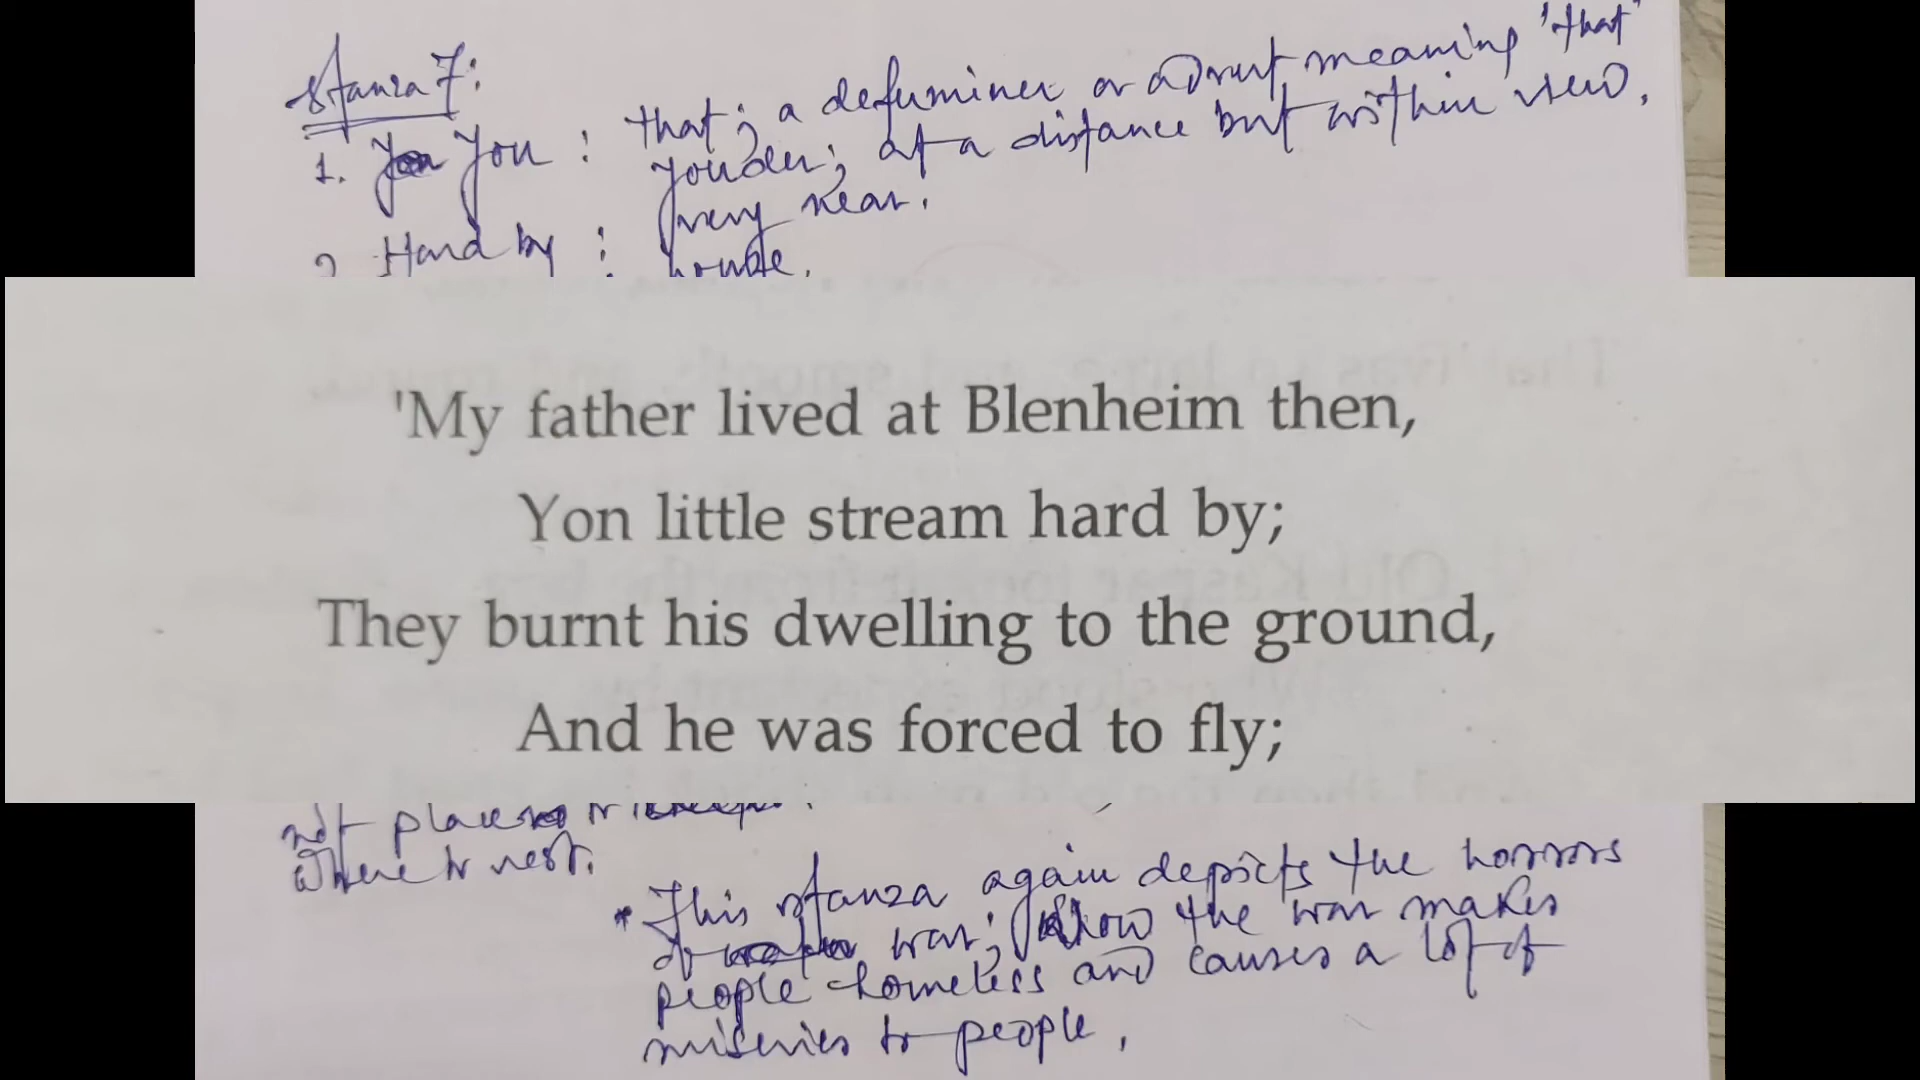 Stanza 7:
1. Yon : that; a determiner or adverb meaning 'that'
yonder; at a distance but within view.
2 Hard by : very near.
house.
'My father lived at Blenheim then,
Yon little stream hard by;
They burnt his dwelling to the ground,
And he was forced to fly;
not place
where to rest.
* This stanza again depicts the horrors
of war; how the war makes
people homeless and causes a lot of
miseries to people.